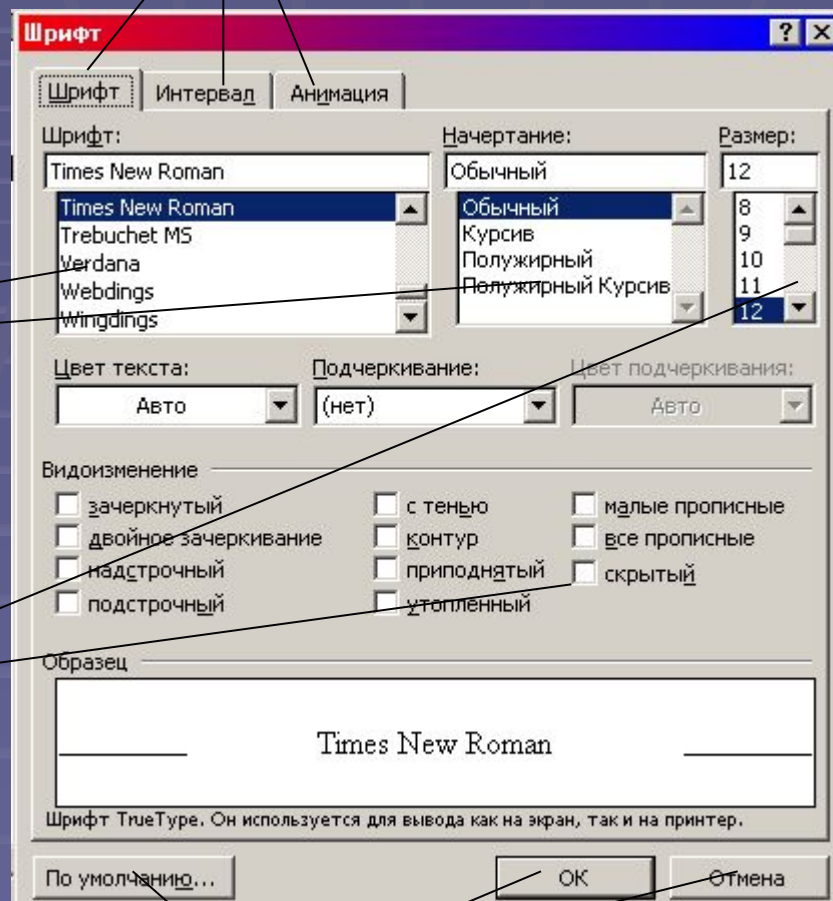 Шрифт
Шрифт Интервал Анимация
Шрифт: Начертание: Размер:
Times New Roman Обычный 12
Times New Roman Обычный 8
Trebuchet MS Курсив 9
Verdana Полужирный 10
Webdings Полужирный Курсив 11
Wingdings 12
Цвет текста: Подчеркивание: Цвет подчеркивания:
Авто (нет) Авто
Видоизменение
зачеркнутый с тенью малые прописные
двойное зачеркивание контур все прописные
надстрочный приподнятый скрытый
подстрочный утопленный
Образец
Times New Roman
Шрифт TrueType. Он используется для вывода как на экран, так и на принтер.
По умолчанию... ОК Отмена